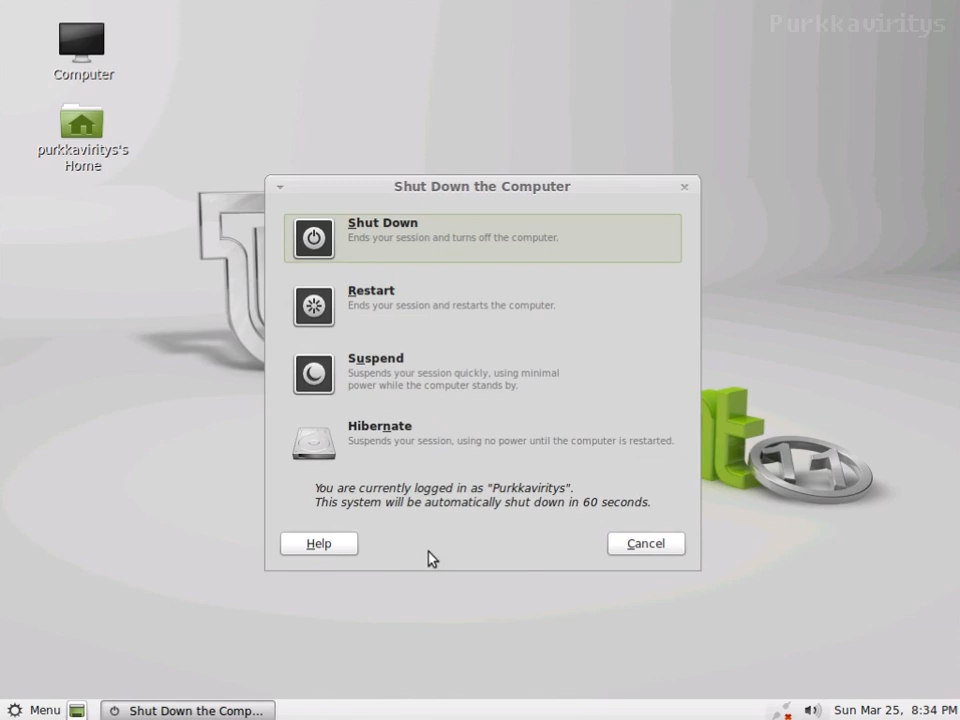 Purkkaviritys
Computer
purkkaviritys's
Home
Shut Down the Computer
Shut Down
Ends your session and turns off the computer.
Restart
Ends your session and restarts the computer.
Suspend
Suspends your session quickly, using minimal
power while the computer stands by.
Hibernate
Suspends your session, using no power until the computer is restarted.
You are currently logged in as "Purkkaviritys".
This system will be automatically shut down in 60 seconds.
Help
Cancel
t
11
Menu
Shut Down the Comp...
Sun Mar 25, 8:34 PM